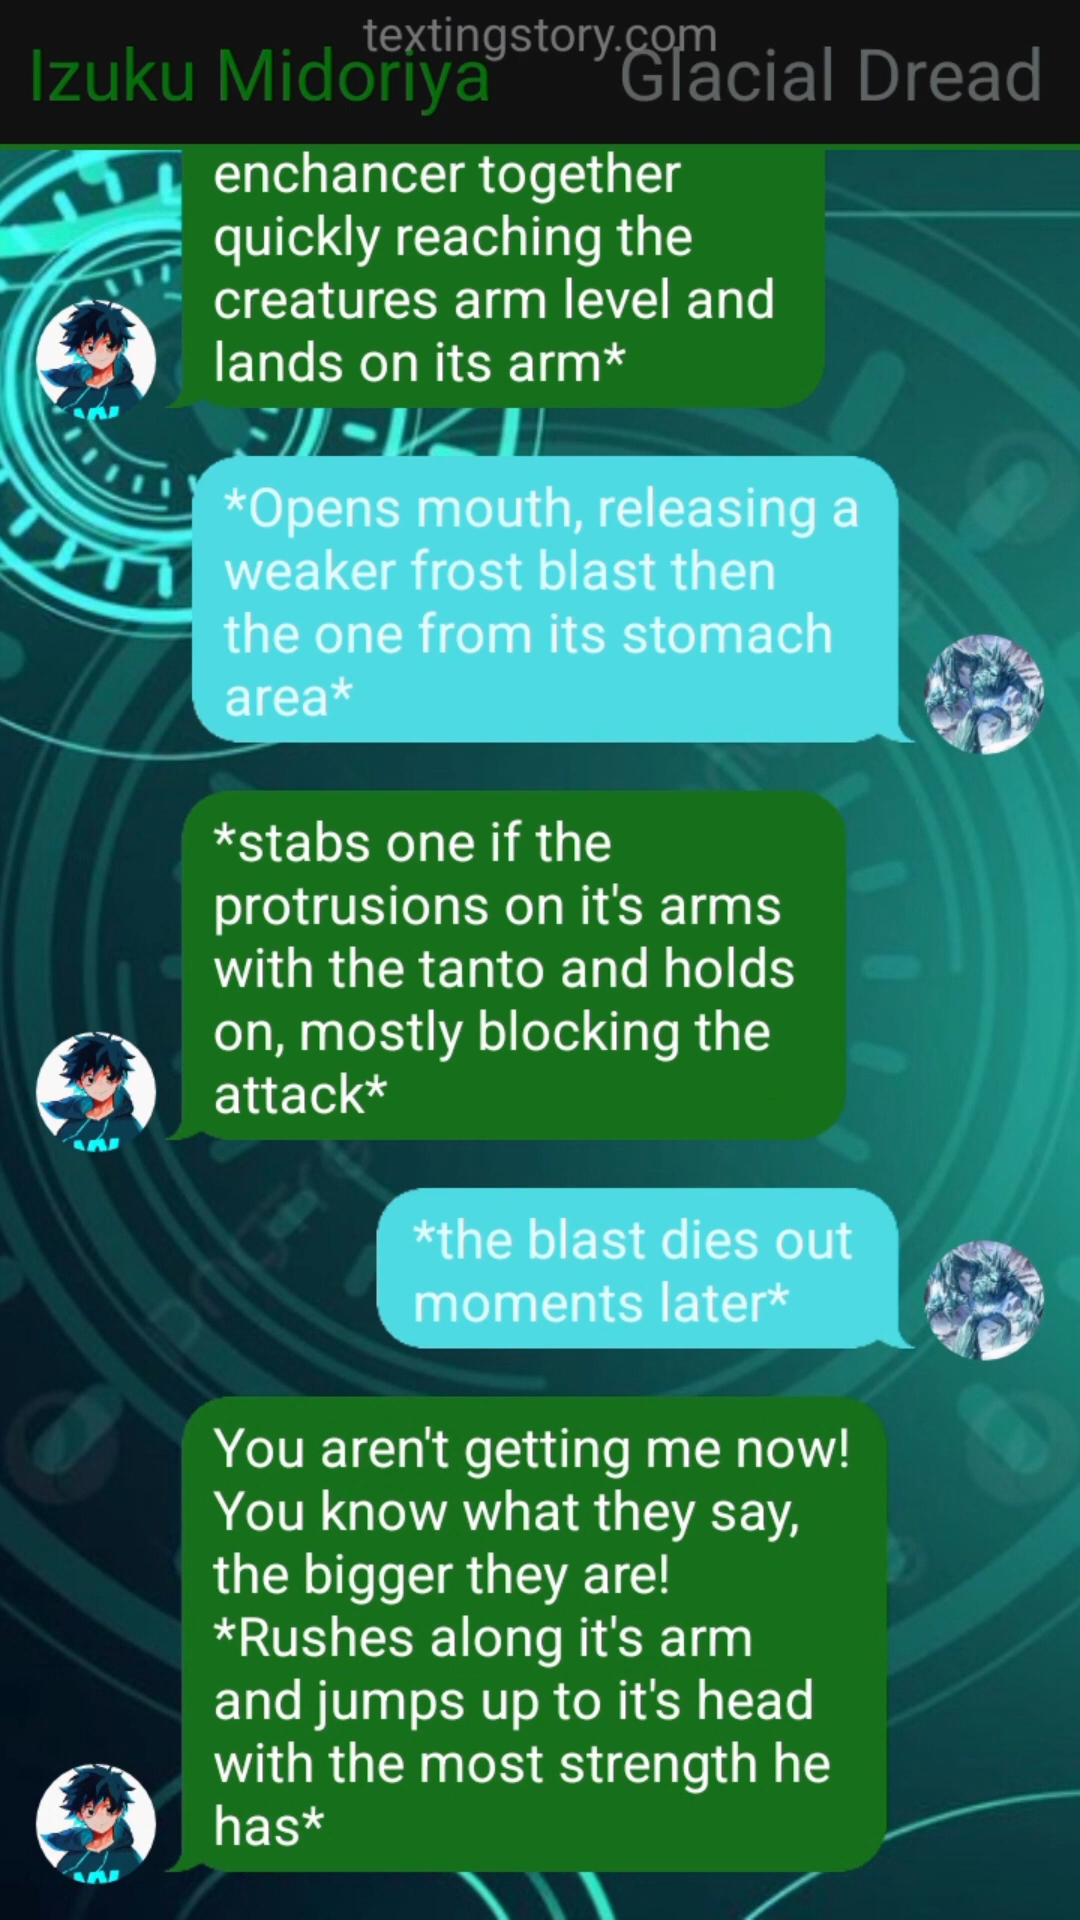 textingstory.com
Izuku Midoriya Glacial Dread
enchancer together
quickly reaching the
creatures arm level and
lands on its arm*
*Opens mouth, releasing a
weaker frost blast then
the one from its stomach
area*
*stabs one if the
protrusions on it's arms
with the tanto and holds
on, mostly blocking the
attack*
*the blast dies out
moments later*
You aren't getting me now!
You know what they say,
the bigger they are!
*Rushes along it's arm
and jumps up to it's head
with the most strength he
has*